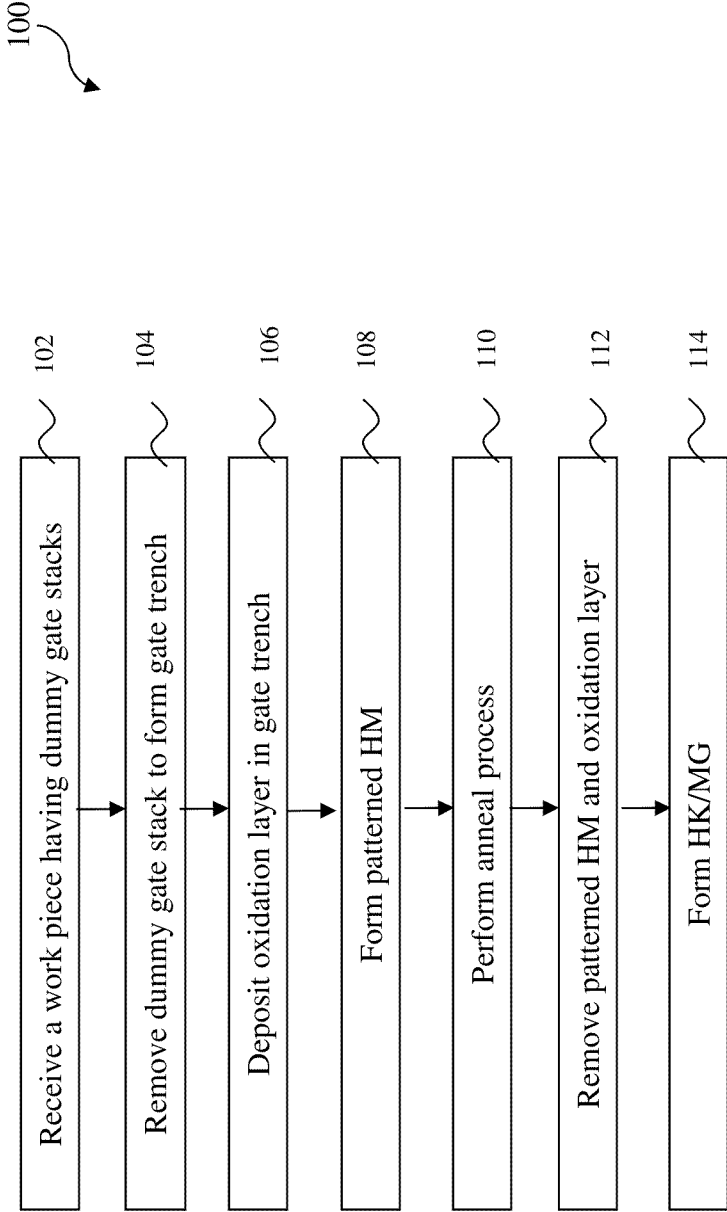 100
Receive a work piece having dummy gate stacks
102
Remove dummy gate stack to form gate trench
104
Deposit oxidation layer in gate trench
106
Form patterned HM
108
Perform anneal process
110
Remove patterned HM and oxidation layer
112
Form HK/MG
114